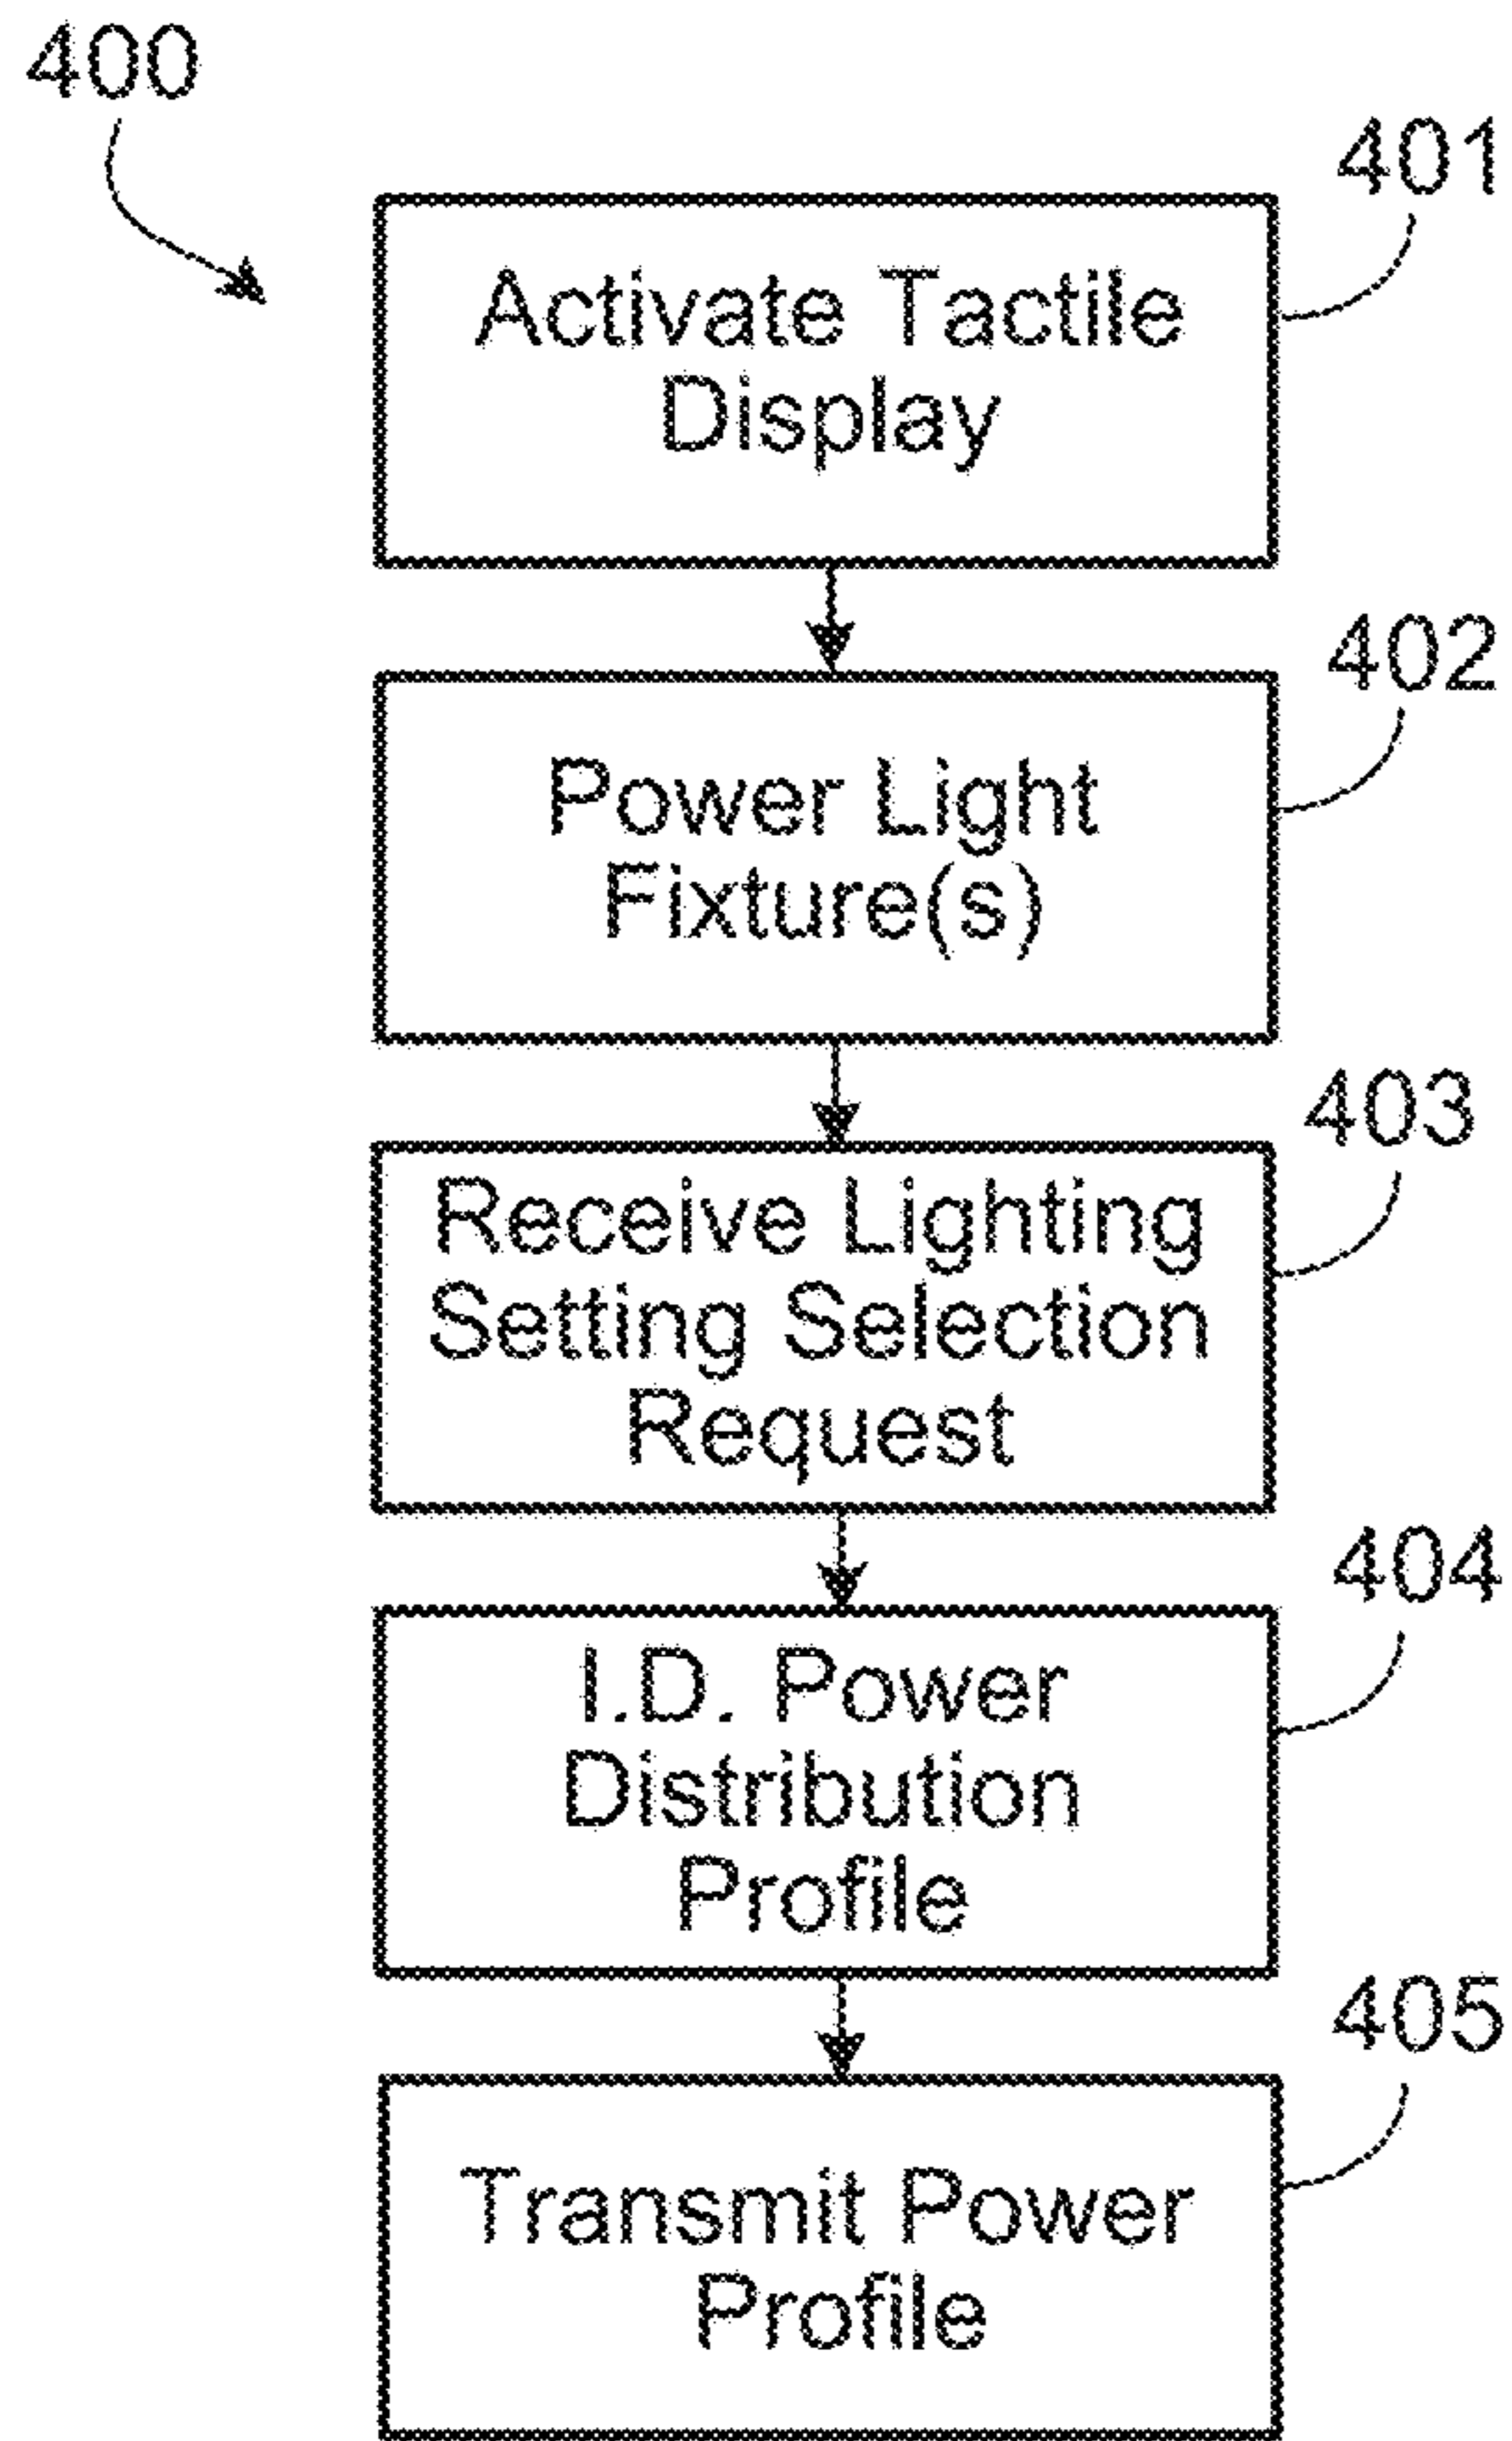 400
401
Activate Tactile
Display
402
Power Light
Fixture(s)
403
Receive Lighting
Setting Selection
Request
404
I.D. Power
Distribution
Profile
405
Transmit Power
Profile